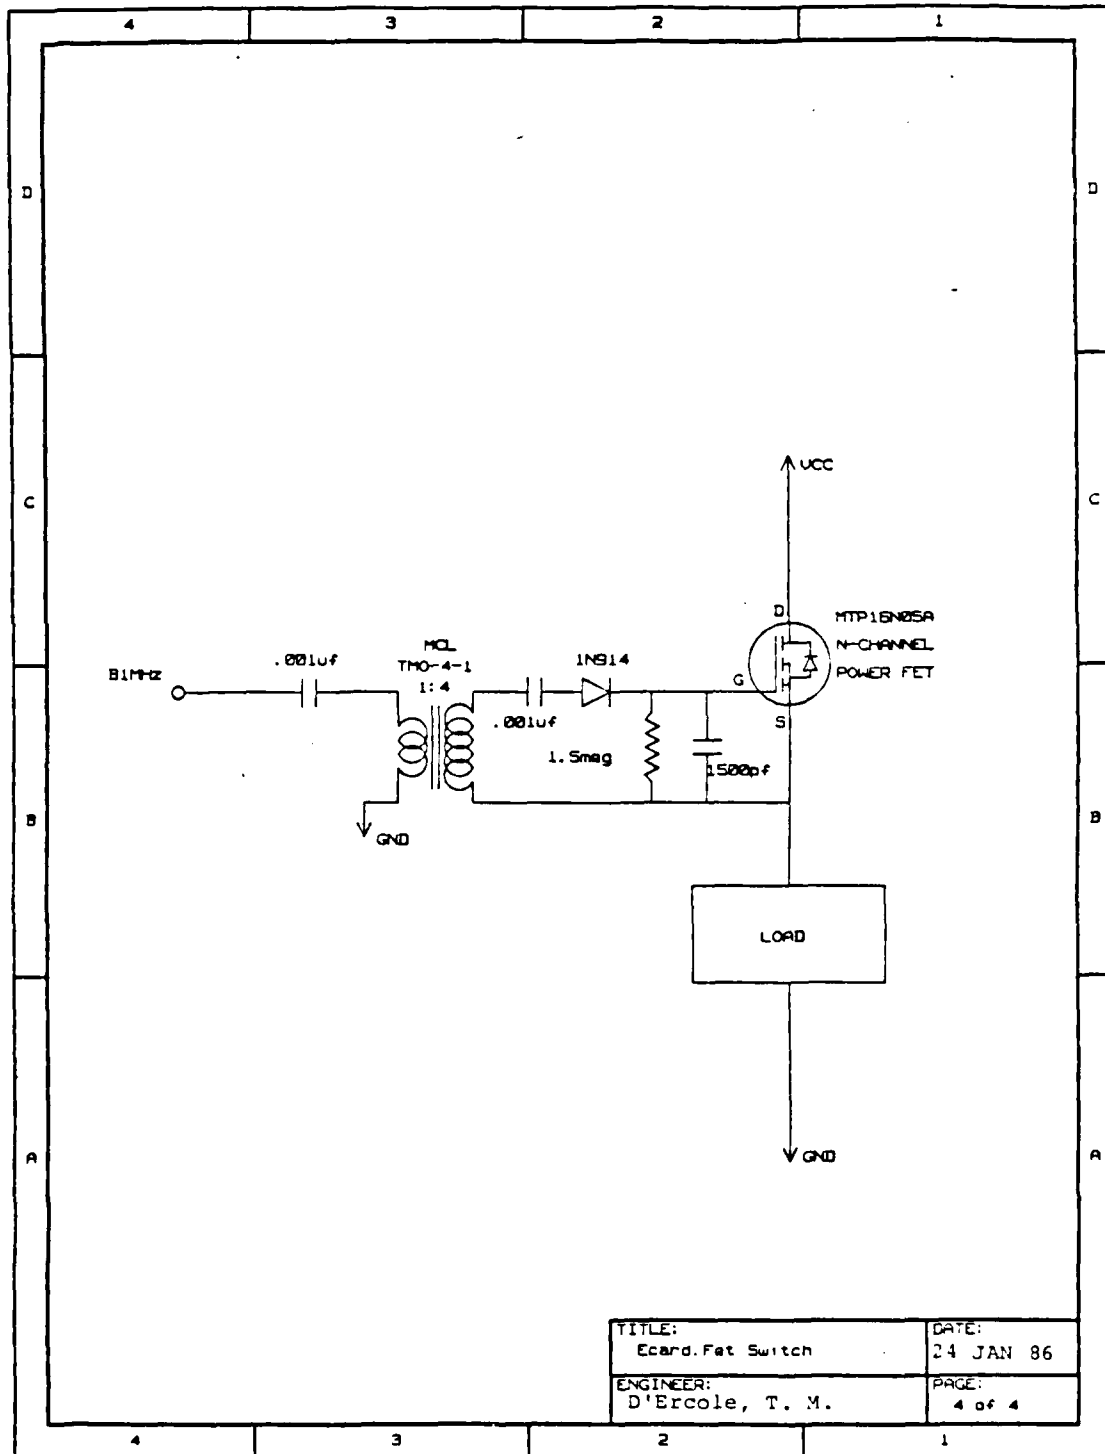 4 3 2 1
D D
VCC
C C
D
MTP16N05A
N-CHANNEL
POWER FET
G
S
MCL
TMO-4-1
1:4
.001uf
1N914
81MHz
.001uf
1.5meg
1500pf
GND
B B
LOAD
A A
GND
TITLE:
Ecard.Fet Switch
DATE:
24 JAN 86
ENGINEER:
D'Ercole, T. M.
PAGE:
4 of 4
4 3 2 1